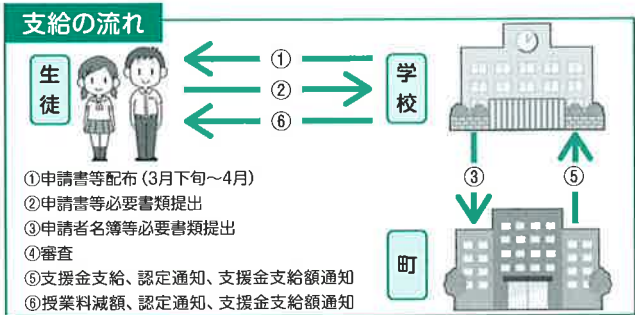 支給の流れ
生徒
①
②
⑥
学校
③
⑤
町
①申請書等配布(3月下旬～4月)
②申請書等必要書類提出
③申請者名簿等必要書類提出
④審査
⑤支援金支給、認定通知、支援金支給額通知
⑥授業料減額、認定通知、支援金支給額通知